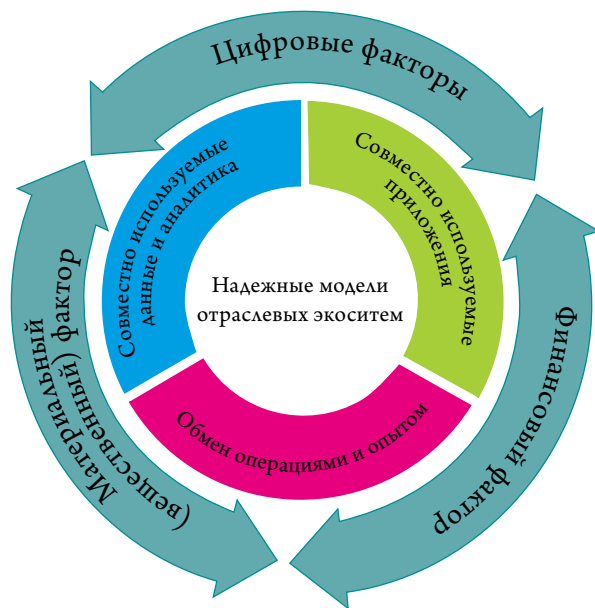 Цифровые факторы
Совместно используемые
данные и аналитика
Совместно используемые
приложения
Надежные модели
отраслевых экоситем
Обмен операциями и опытом
Материальный
(вещественный) фактор
Финансовый фактор